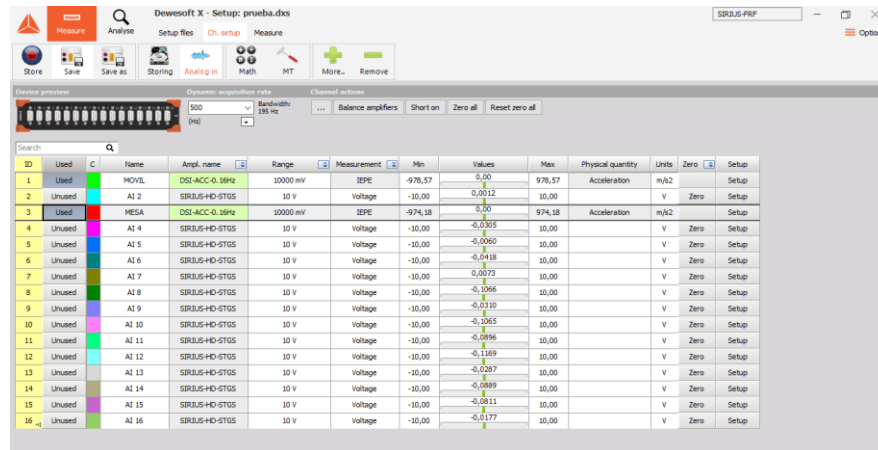 Dewesoft X - Setup: prueba.dxs
SIRIUS-FRF
Measure Analyse Setup files Ch. setup Measure
Options
Store Save Save as Storing Analog in Math MT More... Remove
Device preview Dynamic acquisition rate Channel actions
500 Bandwidth: 195 Hz ... Balance amplifiers Short on Zero all Reset zero all
(Hz)
Search
ID Used C Name Ampl. name Range Measurement Min Values Max Physical quantity Units Zero Setup
1 Used MOVIL DSI-ACC-0.16Hz 10000 mV IEPE -978,57 0,00 978,57 Acceleration m/s2 Setup
2 Unused AI 2 SIRIUS-HD-STGS 10 V Voltage -10,00 0,0012 10,00 V Zero Setup
3 Used MESA DSI-ACC-0.16Hz 10000 mV IEPE -974,18 0,00 974,18 Acceleration m/s2 Setup
4 Unused AI 4 SIRIUS-HD-STGS 10 V Voltage -10,00 -0,0305 10,00 V Zero Setup
5 Unused AI 5 SIRIUS-HD-STGS 10 V Voltage -10,00 -0,0060 10,00 V Zero Setup
6 Unused AI 6 SIRIUS-HD-STGS 10 V Voltage -10,00 -0,0418 10,00 V Zero Setup
7 Unused AI 7 SIRIUS-HD-STGS 10 V Voltage -10,00 0,0073 10,00 V Zero Setup
8 Unused AI 8 SIRIUS-HD-STGS 10 V Voltage -10,00 -0,1066 10,00 V Zero Setup
9 Unused AI 9 SIRIUS-HD-STGS 10 V Voltage -10,00 -0,0310 10,00 V Zero Setup
10 Unused AI 10 SIRIUS-HD-STGS 10 V Voltage -10,00 -0,1065 10,00 V Zero Setup
11 Unused AI 11 SIRIUS-HD-STGS 10 V Voltage -10,00 -0,0896 10,00 V Zero Setup
12 Unused AI 12 SIRIUS-HD-STGS 10 V Voltage -10,00 -0,1169 10,00 V Zero Setup
13 Unused AI 13 SIRIUS-HD-STGS 10 V Voltage -10,00 -0,0287 10,00 V Zero Setup
14 Unused AI 14 SIRIUS-HD-STGS 10 V Voltage -10,00 -0,0889 10,00 V Zero Setup
15 Unused AI 15 SIRIUS-HD-STGS 10 V Voltage -10,00 -0,0811 10,00 V Zero Setup
16 Unused AI 16 SIRIUS-HD-STGS 10 V Voltage -10,00 -0,0177 10,00 V Zero Setup